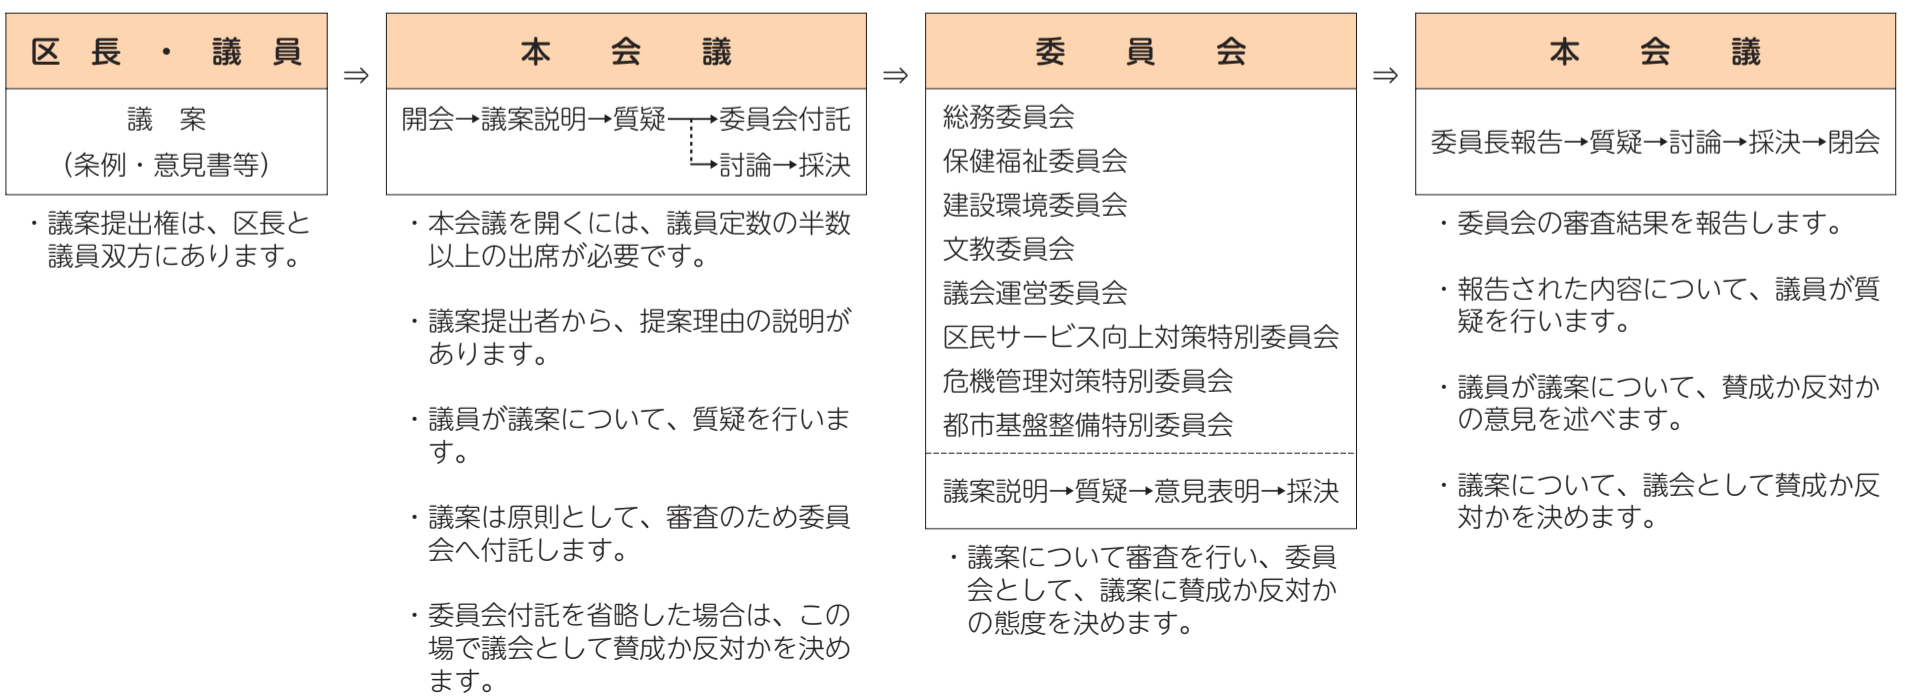 区長・議員
議案
（条例・意見書等）
・議案提出権は、区長と
議員双方にあります。
⇒
本会議
開会→議案説明→質疑→委員会付託
→討論→採決
・本会議を開くには、議員定数の半数
以上の出席が必要です。
・議案提出者から、提案理由の説明が
あります。
・議員が議案について、質疑を行いま
す。
・議案は原則として、審査のため委員
会へ付託します。
・委員会付託を省略した場合は、この
場で議会として賛成か反対かを決め
ます。
⇒
委員会
総務委員会
保健福祉委員会
建設環境委員会
文教委員会
議会運営委員会
区民サービス向上対策特別委員会
危機管理対策特別委員会
都市基盤整備特別委員会
議案説明→質疑→意見表明→採決
・議案について審査を行い、委員
会として、議案に賛成か反対か
の態度を決めます。
⇒
本会議
委員長報告→質疑→討論→採決→閉会
・委員会の審査結果を報告します。
・報告された内容について、議員が質
疑を行います。
・議員が議案について、賛成か反対か
の意見を述べます。
・議案について、議会として賛成か反
対かを決めます。